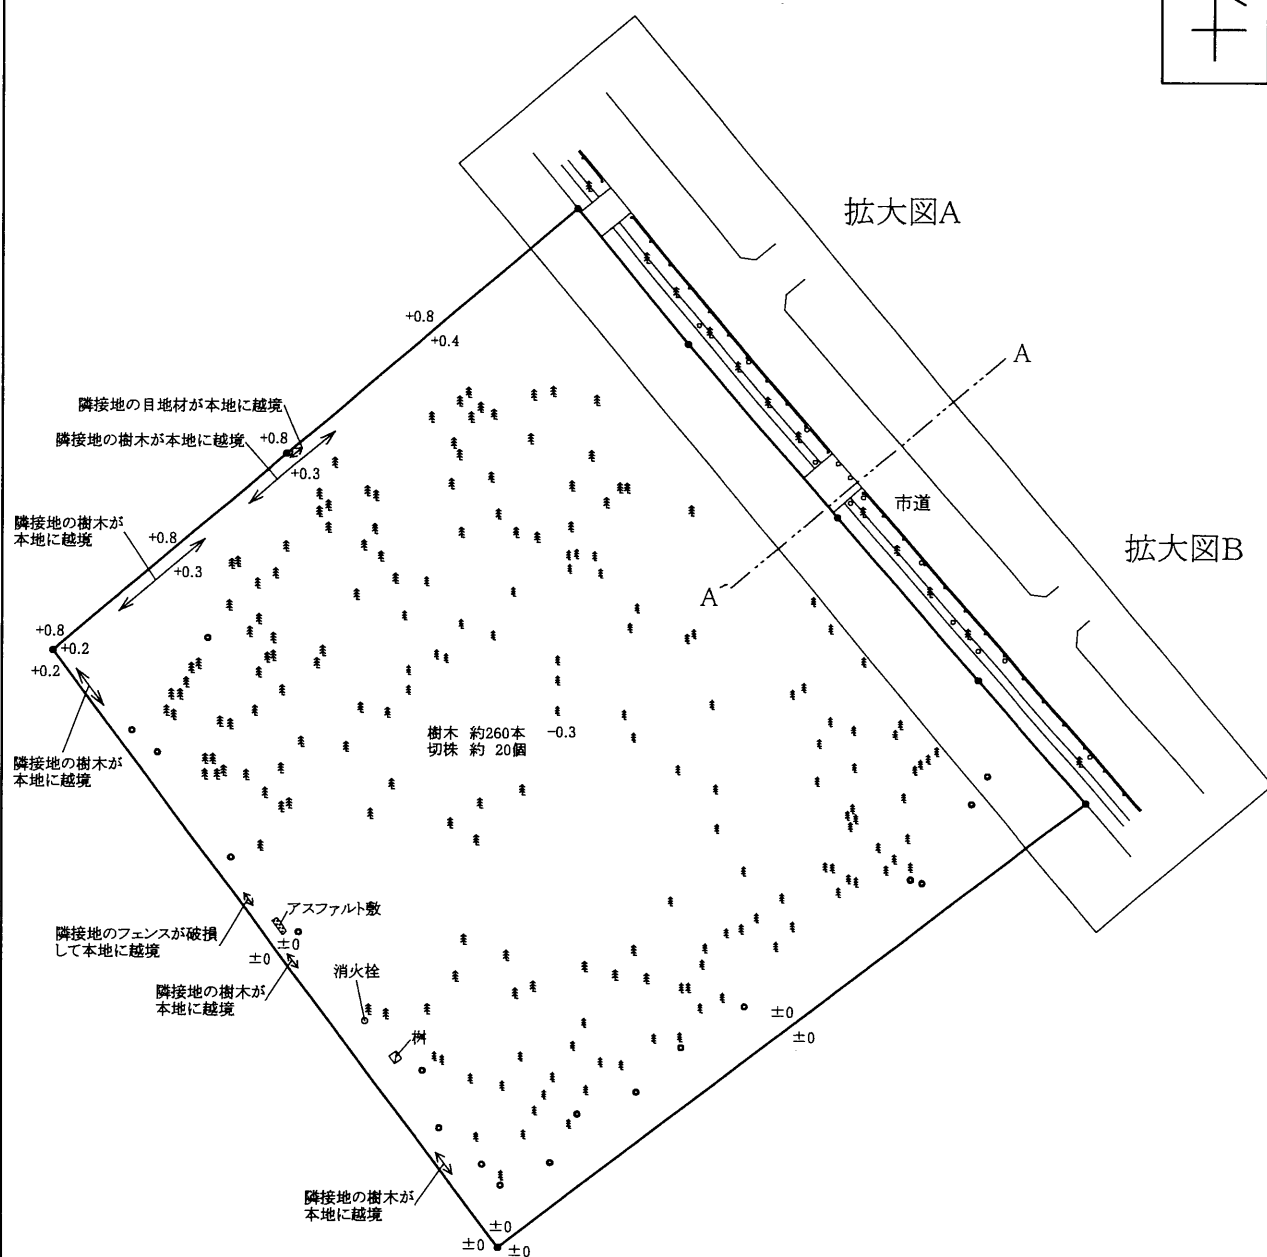 拡大図A
+0.8
+0.4
A
隣接地の目地材が本地に越境
隣接地の樹木が本地に越境
+0.8
+0.3
市道
隣接地の樹木が
本地に越境
+0.8
+0.3
拡大図B
A´
+0.8
+0.2
+0.2
樹木 約260本
切株 約 20個
-0.3
隣接地の樹木が
本地に越境
アスファルト敷
隣接地のフェンスが破損
して本地に越境
±0
±0
消火栓
隣接地の樹木が
本地に越境
桝
±0
±0
隣接地の樹木が
本地に越境
±0
±0
±0